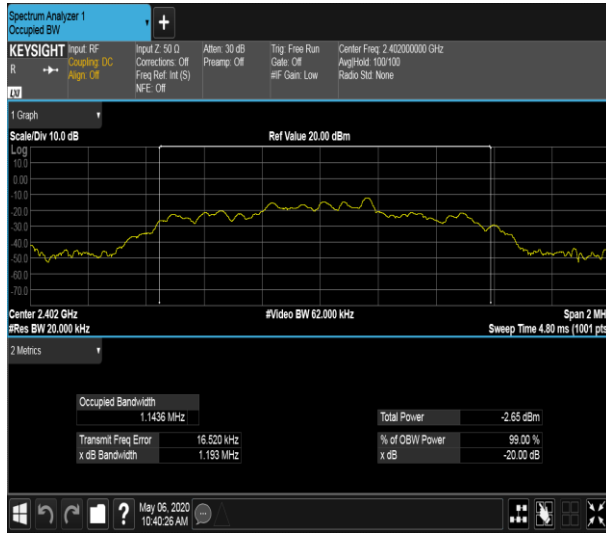 Spectrum Analyzer 1
Occupied BW
+
KEYSIGHT Input: RF Input Z: 50 Ω Atten: 30 dB Trig: Free Run Center Freq: 2.402000000 GHz
R Coupling: DC Corrections: Off Preamp: Off Gate: Off Avg|Hold: 100/100
Align: Off Freq Ref: Int (S) #IF Gain: Low Radio Std: None
LXI NFE: Off
1 Graph
Scale/Div 10.0 dB Ref Value 20.00 dBm
Log
10.0
0.00
-10.0
-20.0
-30.0
-40.0
-50.0
-60.0
-70.0
Center 2.402 GHz #Video BW 62.000 kHz Span 2 MH
#Res BW 20.000 kHz Sweep Time 4.80 ms (1001 pts
2 Metrics
Occupied Bandwidth
1.1436 MHz Total Power -2.65 dBm
Transmit Freq Error 16.520 kHz % of OBW Power 99.00 %
x dB Bandwidth 1.193 MHz x dB -20.00 dB
? May 06, 2020
10:40:26 AM